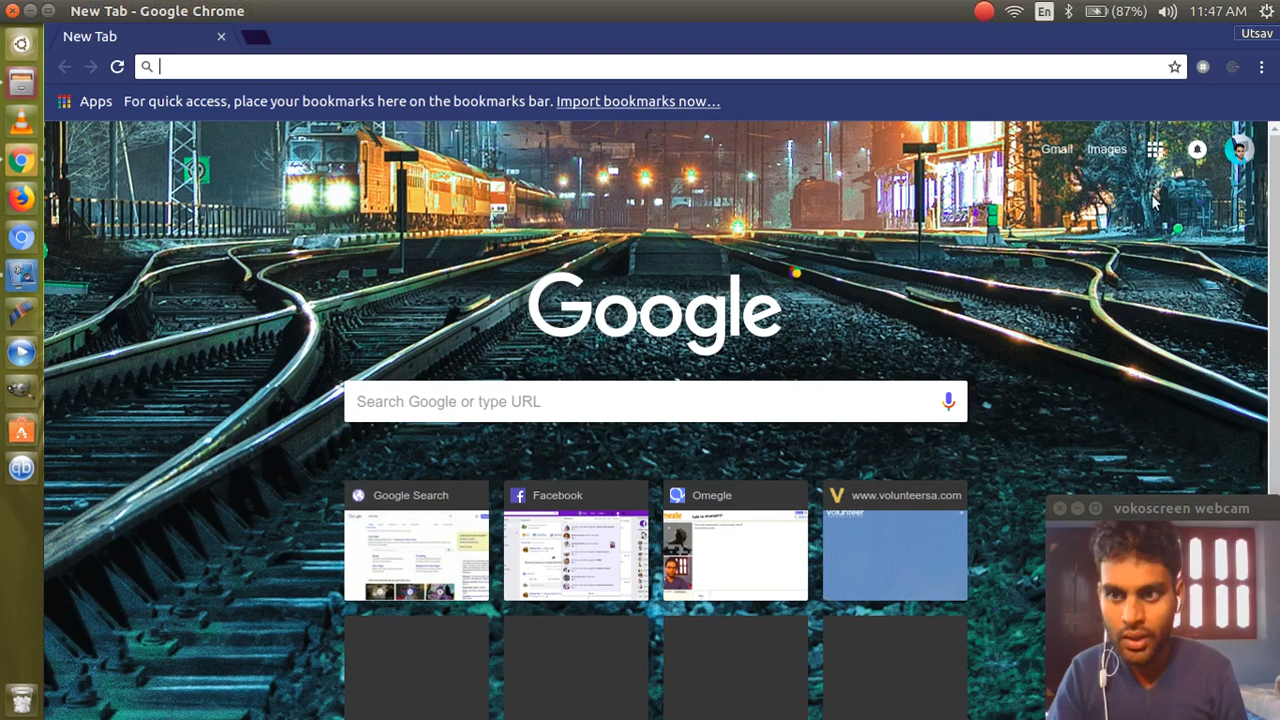 New Tab - Google Chrome
En
(87%)
11:47 AM
New Tab
Utsav
Apps For quick access, place your bookmarks here on the bookmarks bar. Import bookmarks now…
Gmail Images
Google
Search Google or type URL
Google Search
Facebook
Omegle
www.volunteersa.com
volunteer
vokoscreen webcam